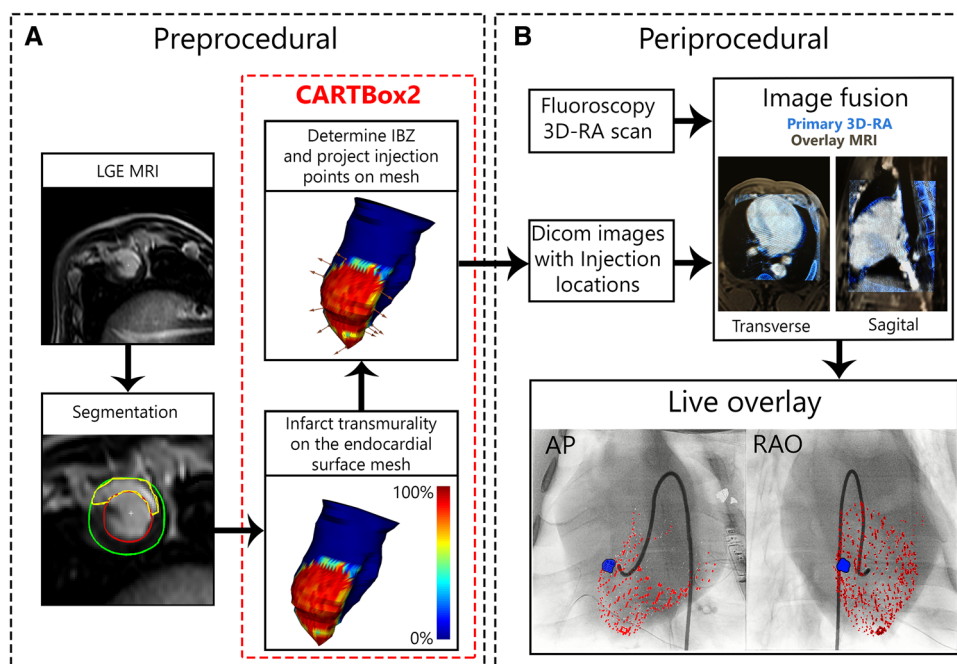 A
Preprocedural
LGE MRI
Segmentation
CARTBox2
Determine IBZ
and project injection
points on mesh
Infarct transmurality
on the endocardial
surface mesh
100%
0%
B
Periprocedural
Fluoroscopy
3D-RA scan
Dicom images
with Injection
locations
Image fusion
Primary 3D-RA
Overlay MRI
Transverse
Sagital
Live overlay
AP
RAO